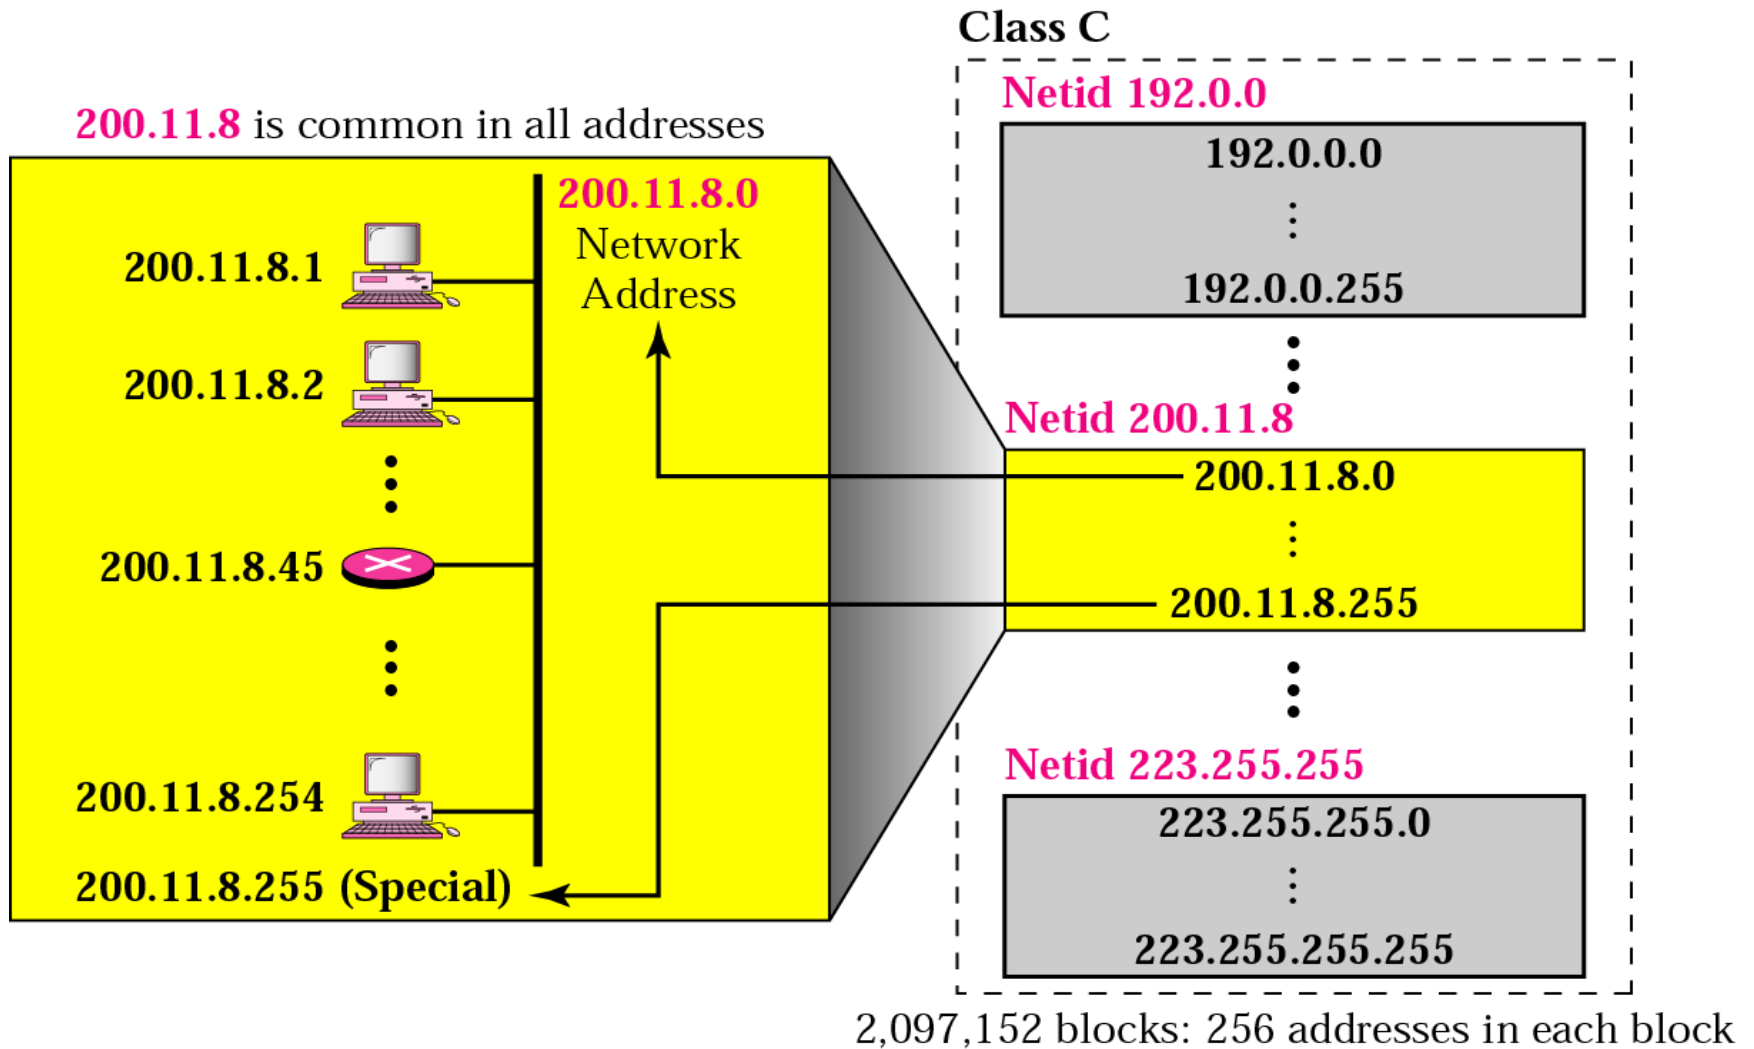 Class C
200.11.8 is common in all addresses
200.11.8.0
Network
Address
200.11.8.1
200.11.8.2
200.11.8.45
200.11.8.254
200.11.8.255 (Special)
Netid 192.0.0
192.0.0.0
192.0.0.255
Netid 200.11.8
200.11.8.0
200.11.8.255
Netid 223.255.255
223.255.255.0
223.255.255.255
2,097,152 blocks: 256 addresses in each block